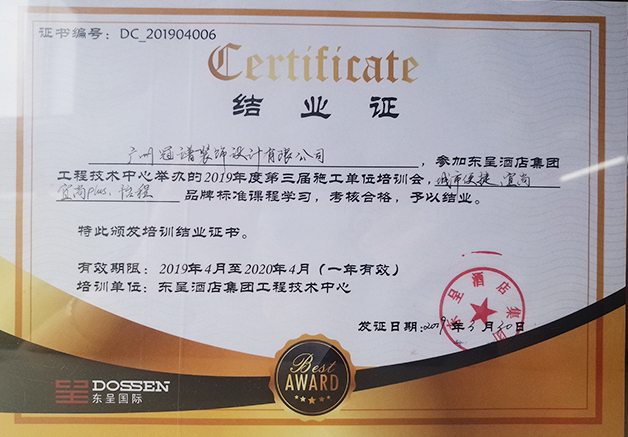 证书编号：DC_201904006
Certificate
结业证
广州冠谱装饰设计有限公司，参加东呈酒店集团
工程技术中心举办的2019年度第三届施工单位培训会，城市便捷、宜尚
宜尚plus、怡程 品牌标准课程学习，考核合格，予以结业。
特此颁发培训结业证书。
有效期限：2019年4月至2020年4月（一年有效）
培训单位：东呈酒店集团工程技术中心
东呈酒店集团
发证日期：2019年3月30日
Best
AWARD
DOSSEN
东呈国际